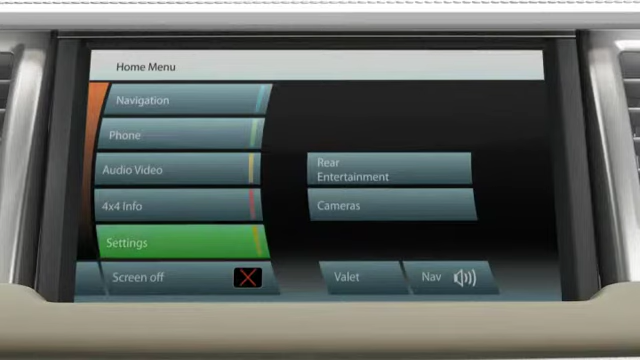 Home Menu
Navigation
Phone
Audio Video
Rear
Entertainment
4x4 Info
Cameras
Settings
Screen off
Valet
Nav